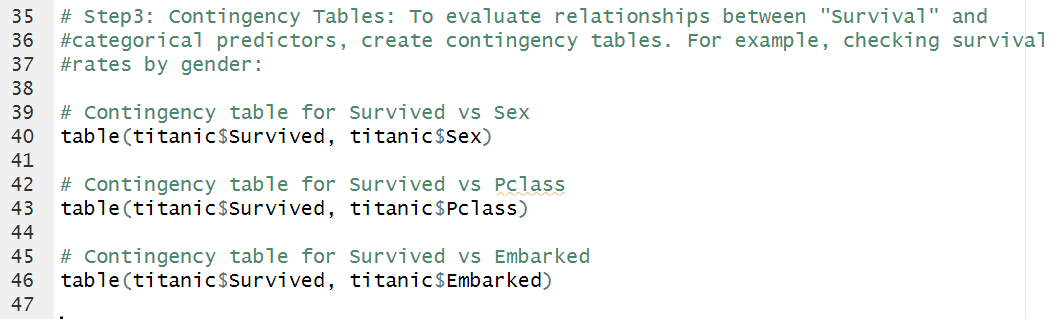 35 # Step3: Contingency Tables: To evaluate relationships between "Survival" and
36 #categorical predictors, create contingency tables. For example, checking survival
37 #rates by gender:
38
39 # Contingency table for Survived vs Sex
40 table(titanic$Survived, titanic$Sex)
41
42 # Contingency table for Survived vs Pclass
43 table(titanic$Survived, titanic$Pclass)
44
45 # Contingency table for Survived vs Embarked
46 table(titanic$Survived, titanic$Embarked)
47